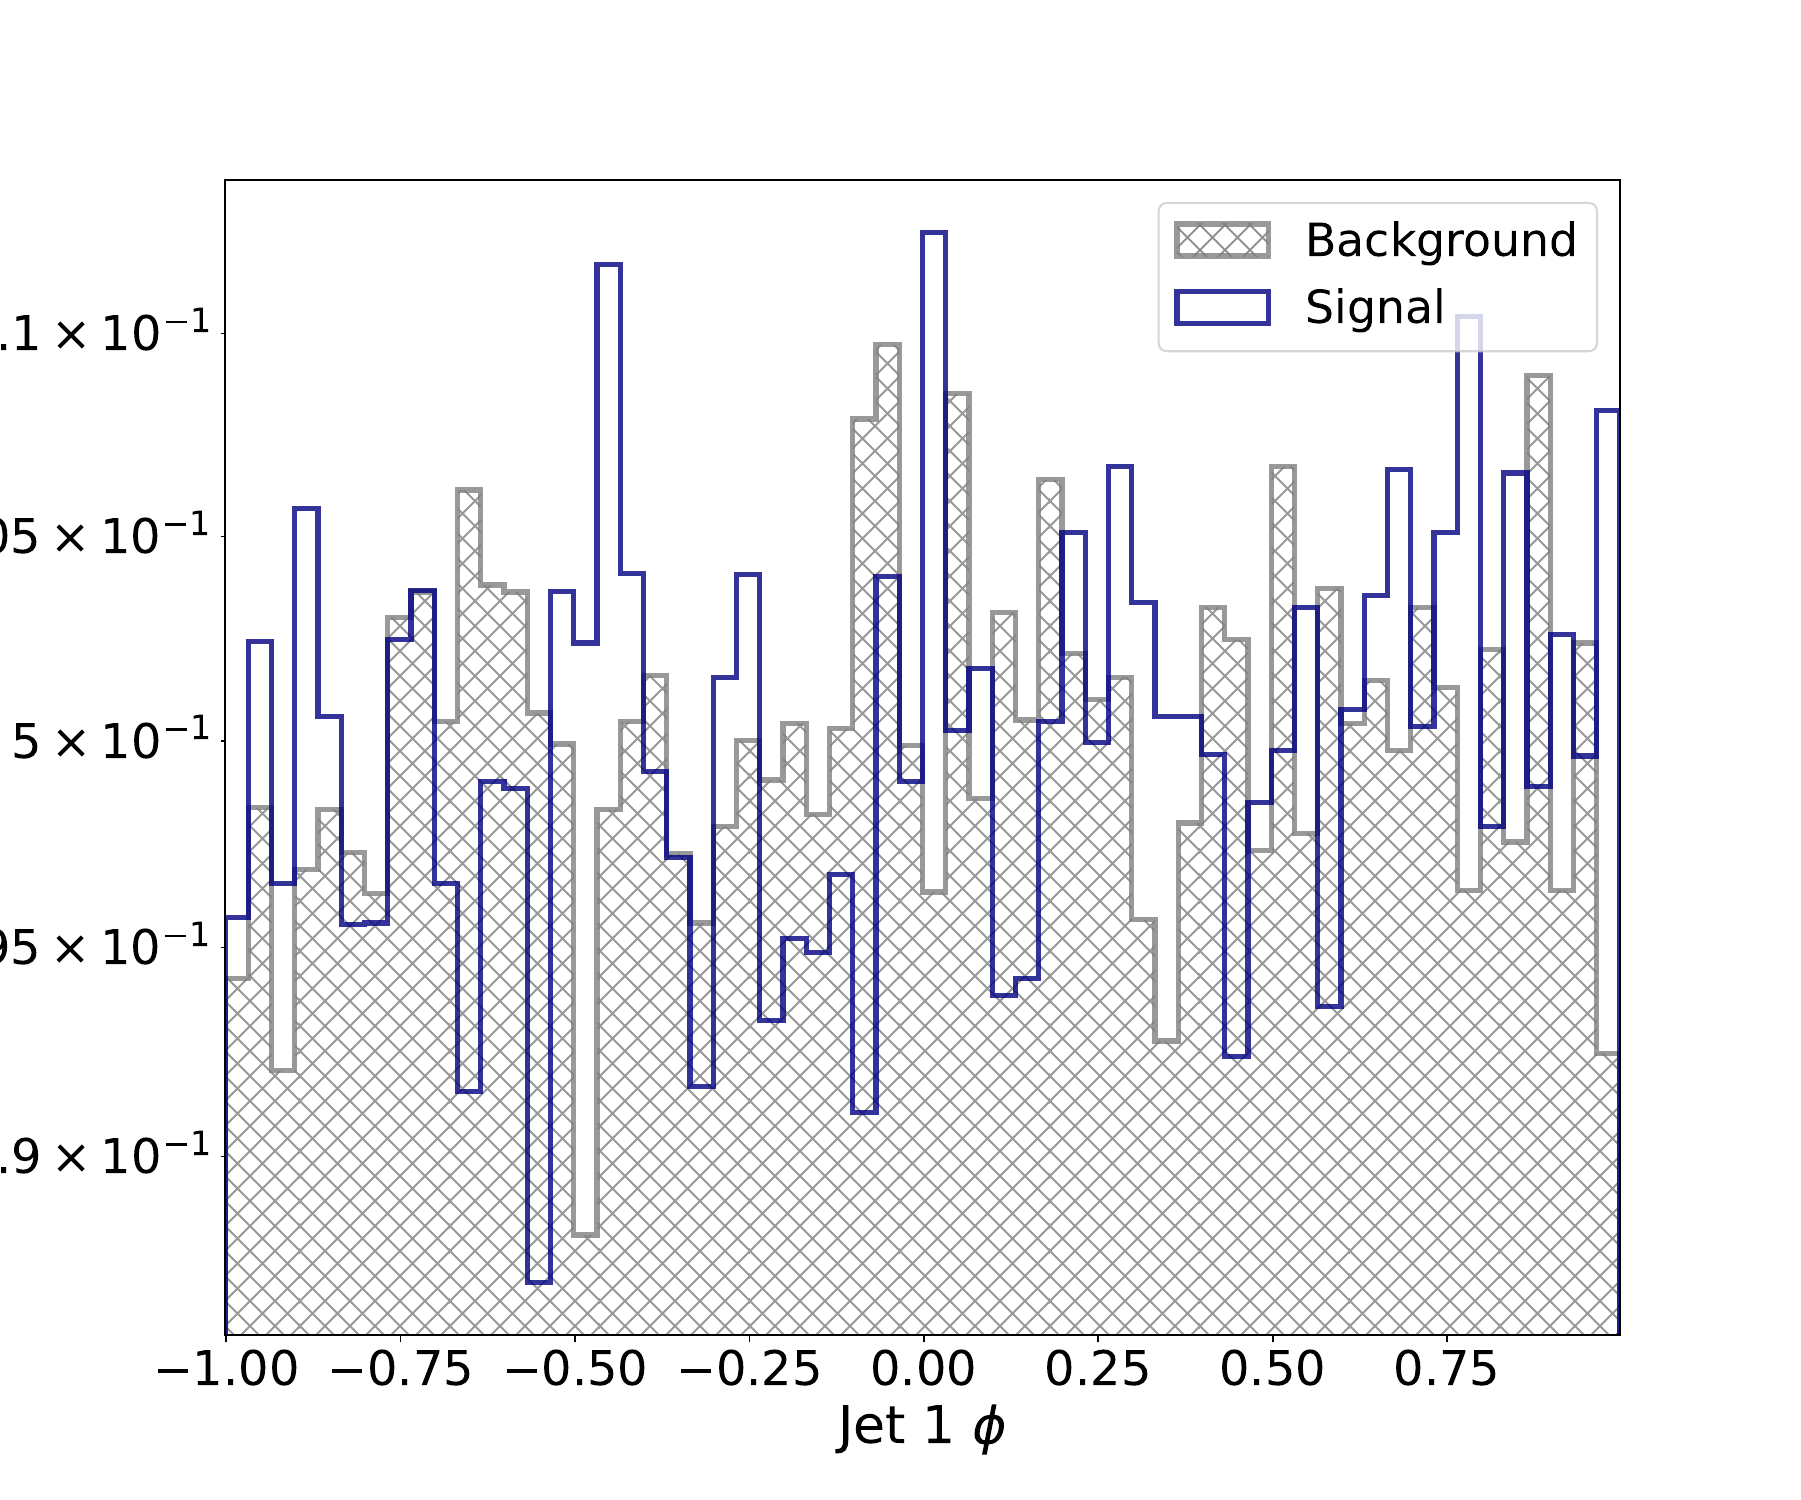 Background
Signal
.1 × 10⁻¹
05 × 10⁻¹
5 × 10⁻¹
95 × 10⁻¹
.9 × 10⁻¹
−1.00 −0.75 −0.50 −0.25 0.00 0.25 0.50 0.75
Jet 1 ϕ